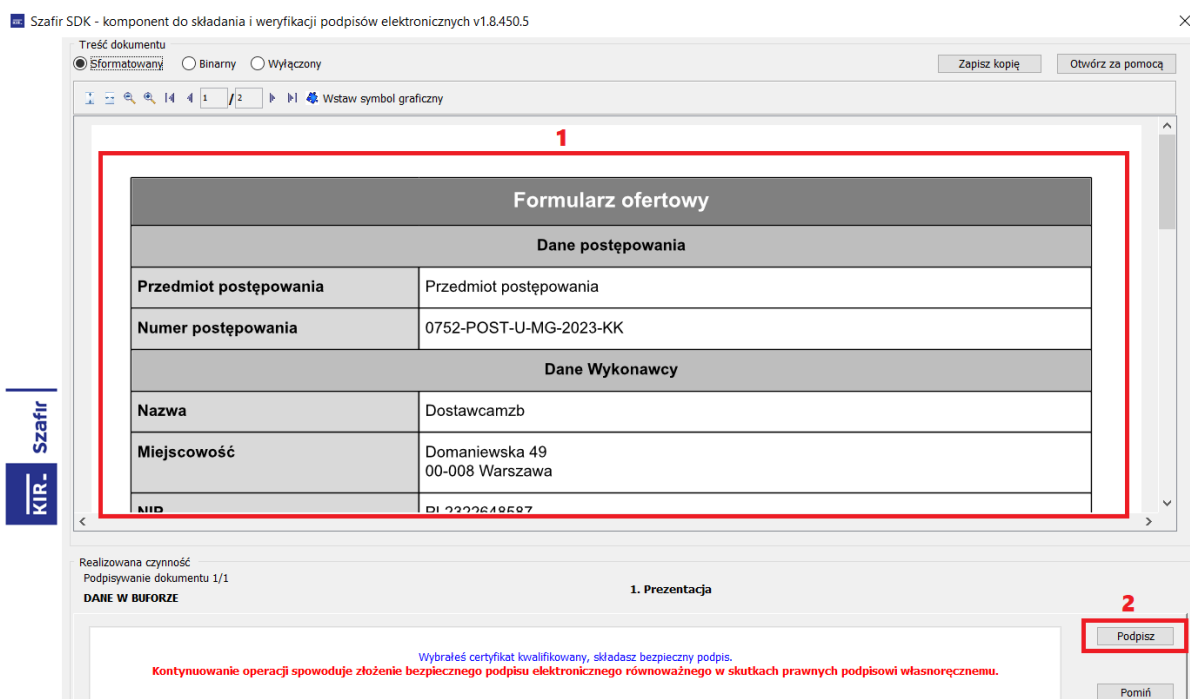 Szafir SDK - komponent do składania i weryfikacji podpisów elektronicznych v1.8.450.5
Treść dokumentu
Sformatowany Binarny Wyłączony Zapisz kopię Otwórz za pomocą
1 / 2 Wstaw symbol graficzny
1
Formularz ofertowy
Dane postępowania
Przedmiot postępowania Przedmiot postępowania
Numer postępowania 0752-POST-U-MG-2023-KK
Dane Wykonawcy
Nazwa Dostawcamzb
Miejscowość Domaniewska 49
00-008 Warszawa
NIP PL2322648587
KIR Szafir
Realizowana czynność
Podpisywanie dokumentu 1/1
1. Prezentacja
DANE W BUFORZE
2
Podpisz
Wybrałeś certyfikat kwalifikowany, składasz bezpieczny podpis.
Kontynuowanie operacji spowoduje złożenie bezpiecznego podpisu elektronicznego równoważnego w skutkach prawnych podpisowi własnoręcznemu.
Pomiń